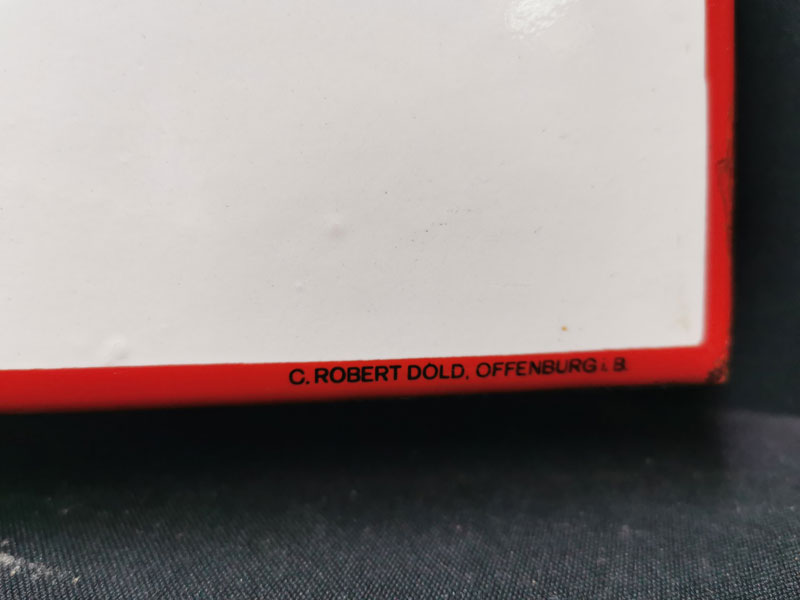 C. ROBERT DOLD, OFFENBURG i. B.